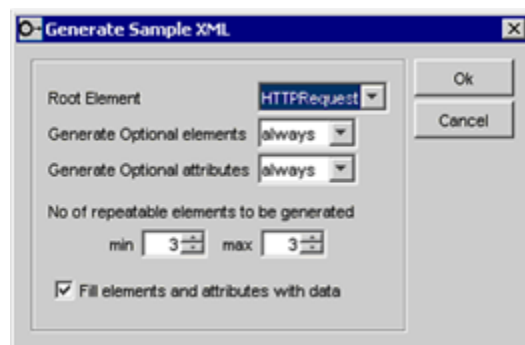 Generate Sample XML
Root Element HTTPRequest
Ok
Generate Optional elements always
Cancel
Generate Optional attributes always
No of repeatable elements to be generated
min 3 max 3
Fill elements and attributes with data